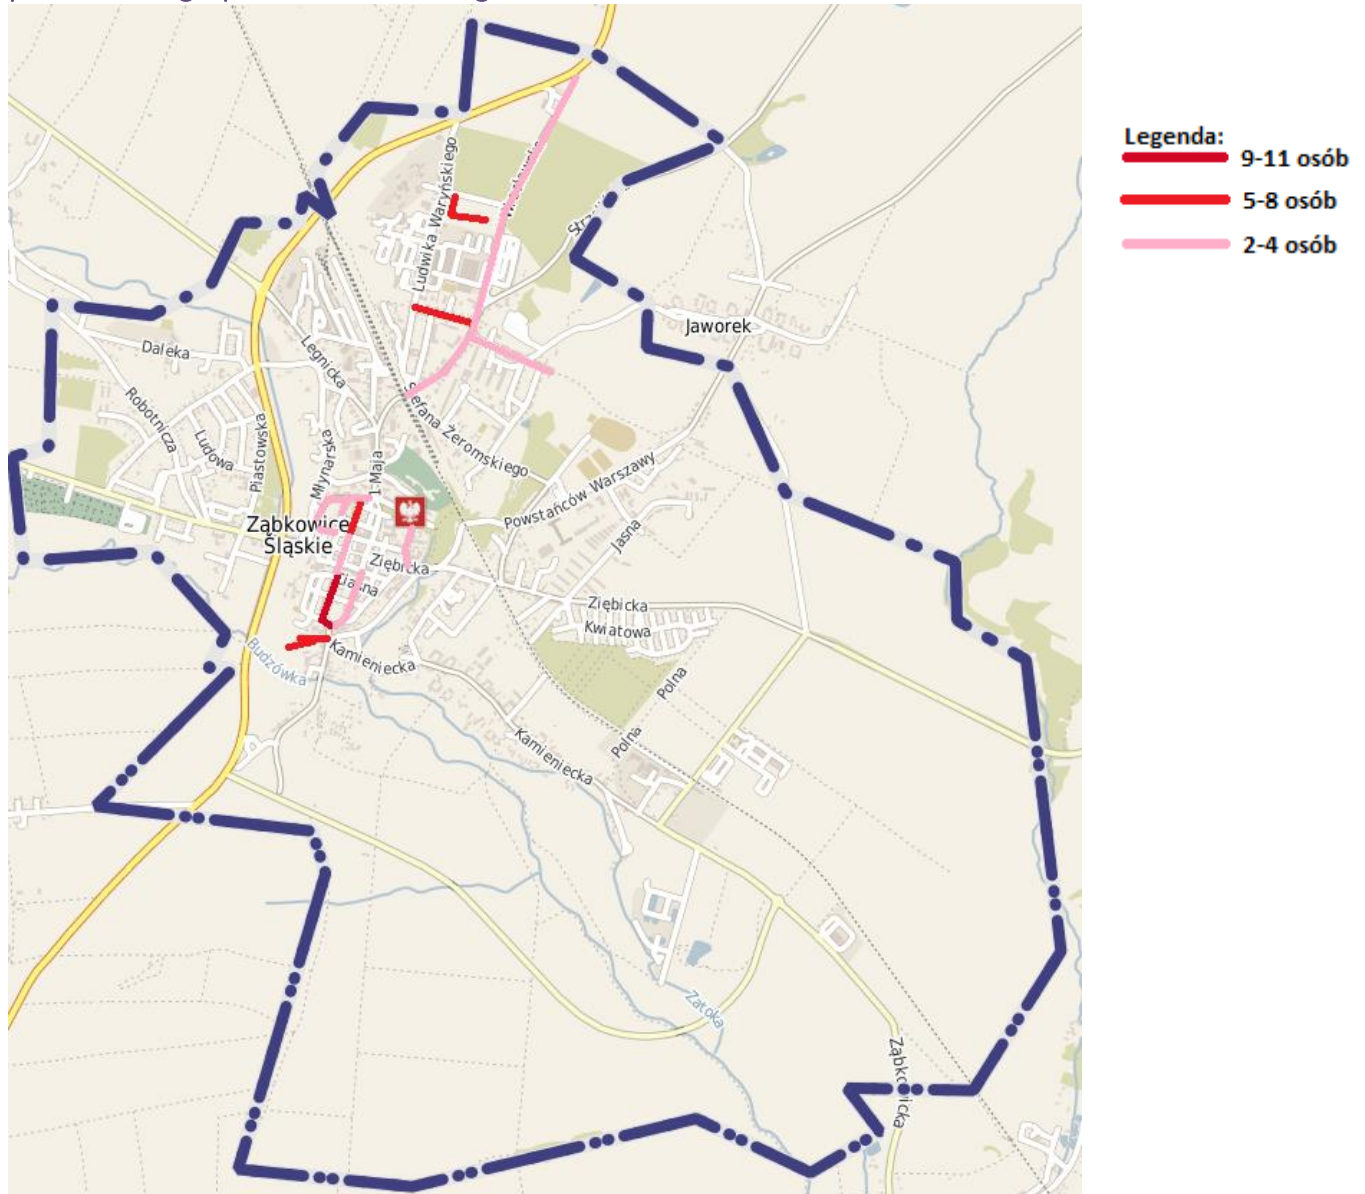 Legenda:
9-11 osób
5-8 osób
2-4 osób
Ludwika Waryńskiego
Jaworek
Daleka
Legnicka
Robotnicza
Ludowa
Piastowska
Młynarska
1 Maja
Stefana Żeromskiego
Powstańców Warszawy
Jasna
Ząbkowice
Śląskie
Ziębicka
Ciasna
Ziębicka
Kwiatowa
Kamieniecka
Budzówka
Polna
Polna
Kamieniecka
Zatoka
Ząbkowicka